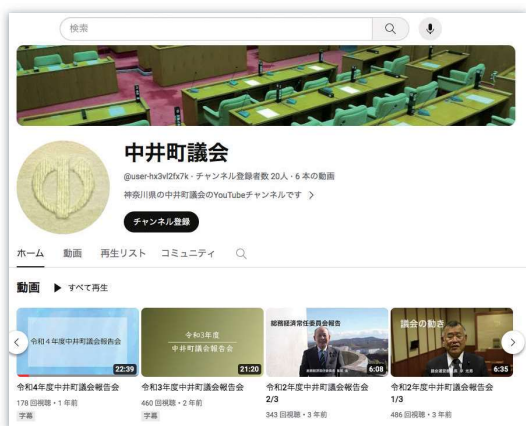 検索
中井町議会
@user-hx3vl2fx7k・チャンネル登録者数 20人・6 本の動画
神奈川県の中井町議会のYouTubeチャンネルです
チャンネル登録
ホーム 動画 再生リスト コミュニティ
動画 ▶ すべて再生
令和4年度中井町議会報告会
22:39
令和3年度
中井町議会報告会
21:20
総務経済常任委員会報告
6:08
議会の動き
6:35
令和4年度中井町議会報告会
178 回視聴・1 年前
字幕
令和3年度中井町議会報告会
460 回視聴・2 年前
字幕
令和2年度中井町議会報告会
2/3
343 回視聴・3 年前
令和2年度中井町議会報告会
1/3
486 回視聴・3 年前